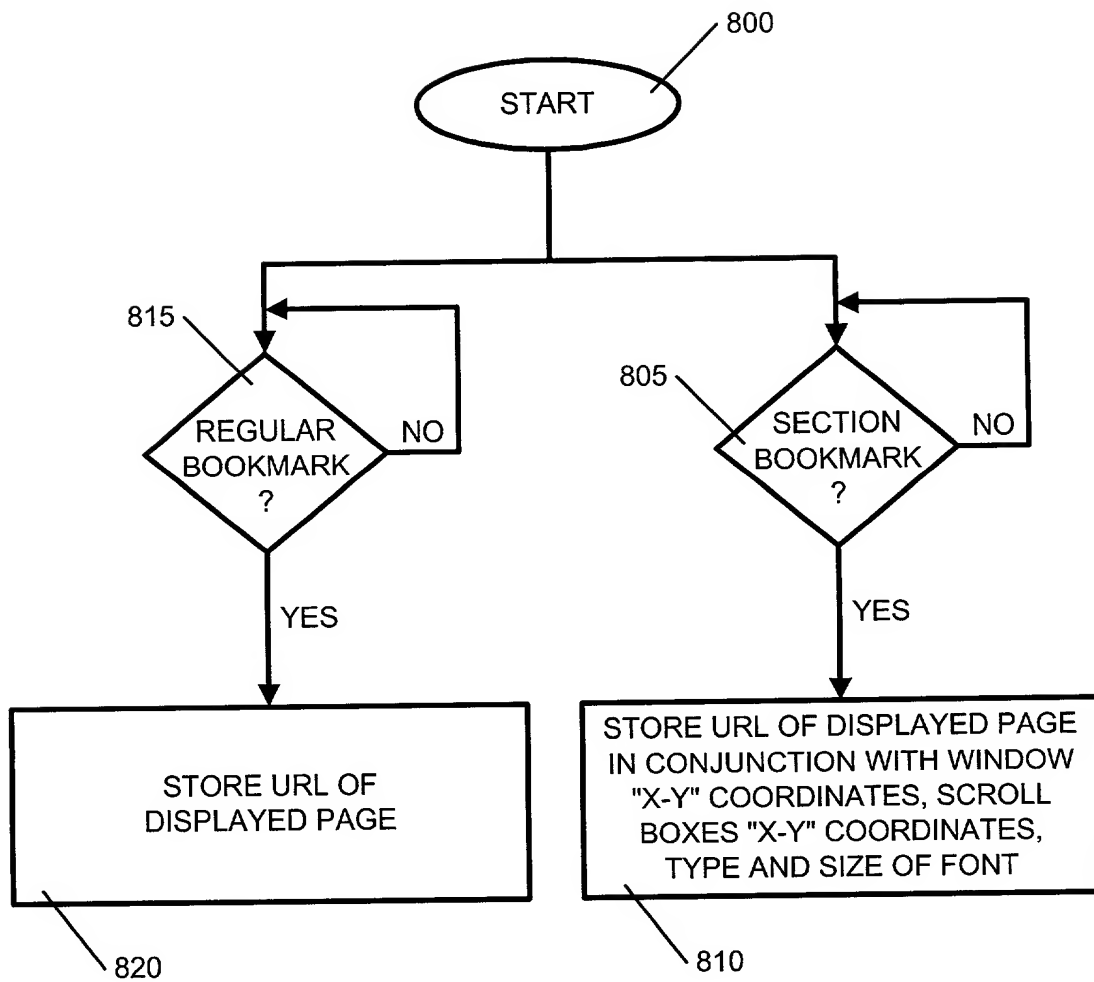 800
START
815
REGULAR
BOOKMARK
?
NO
805
SECTION
BOOKMARK
?
NO
YES
YES
STORE URL OF
DISPLAYED PAGE
STORE URL OF DISPLAYED PAGE
IN CONJUNCTION WITH WINDOW
"X-Y" COORDINATES, SCROLL
BOXES "X-Y" COORDINATES,
TYPE AND SIZE OF FONT
820
810